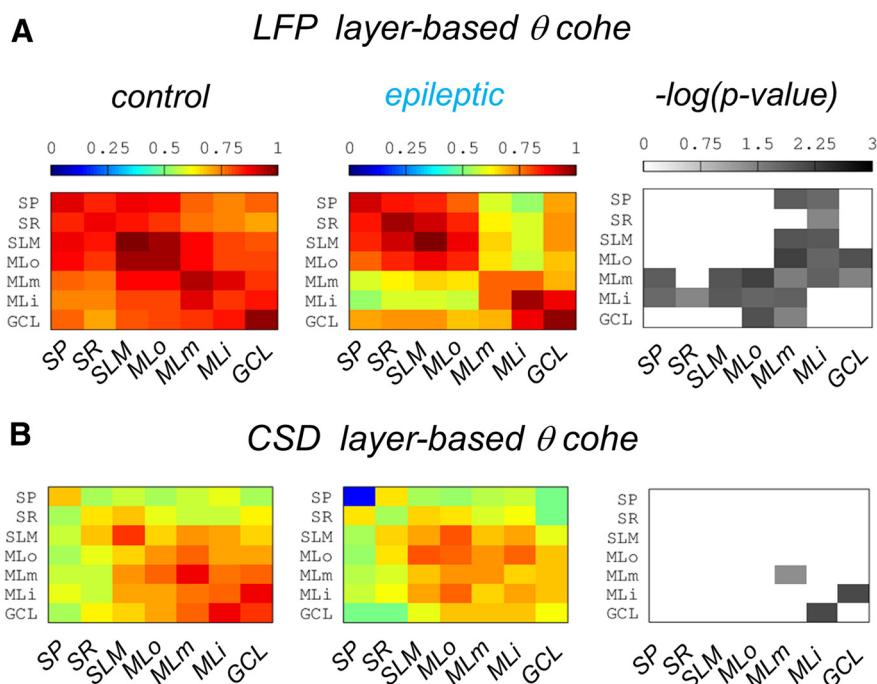 A
LFP layer-based θ cohe
control epileptic -log(p-value)
0 0.25 0.5 0.75 1 0 0.25 0.5 0.75 1 0 0.75 1.5 2.25 3
SP SP SP
SR SR SR
SLM SLM SLM
MLo MLo MLo
MLm MLm MLm
MLi MLi MLi
GCL GCL GCL
SP SR SLM MLo MLm MLi GCL SP SR SLM MLo MLm MLi GCL SP SR SLM MLo MLm MLi GCL
B
CSD layer-based θ cohe
SP SP SP
SR SR SR
SLM SLM SLM
MLo MLo MLo
MLm MLm MLm
MLi MLi MLi
GCL GCL GCL
SP SR SLM MLo MLm MLi GCL SP SR SLM MLo MLm MLi GCL SP SR SLM MLo MLm MLi GCL